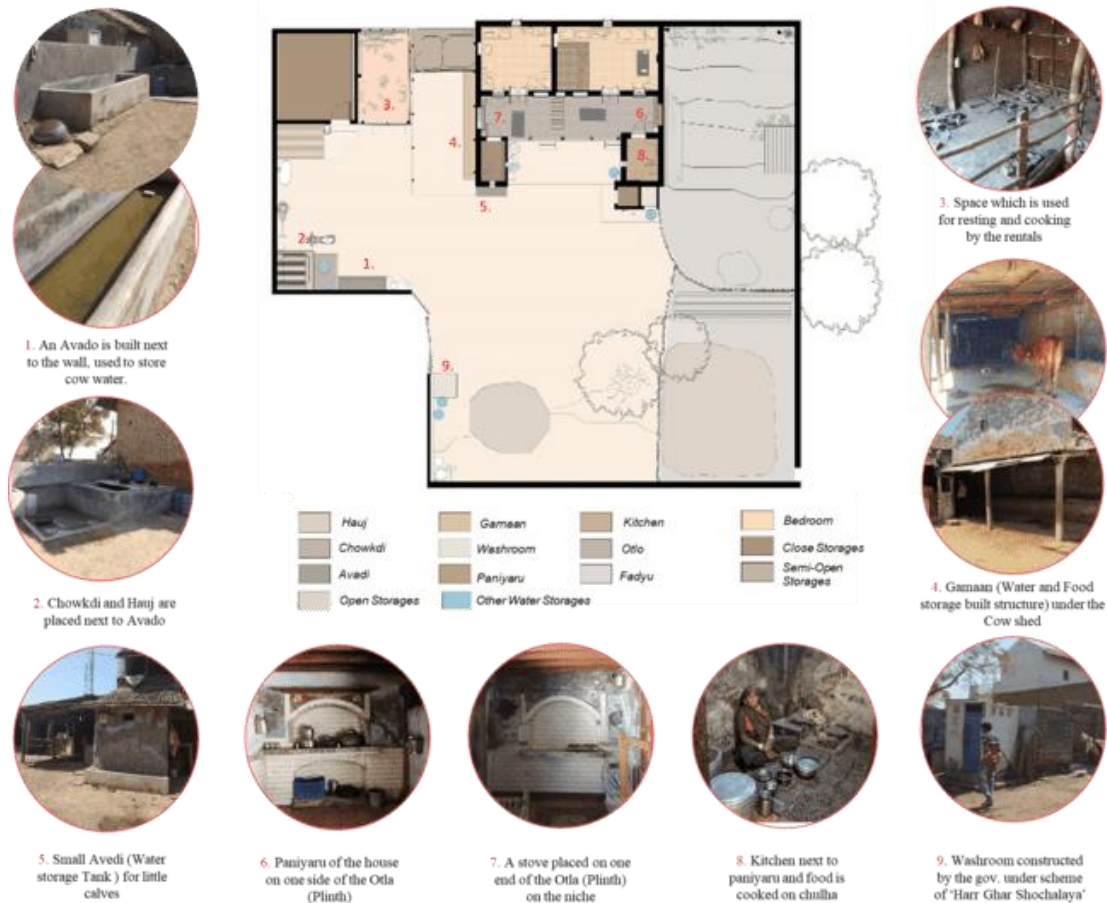 3.
7.
6.
4.
8.
5.
2.
1.
9.
1. An Avado is built next
to the wall, used to store
cow water.
2. Chowkdi and Hauj are
placed next to Avado
3. Space which is used
for resting and cooking
by the rentals
4. Gamaan (Water and Food
storage built structure) under the
Cow shed
Hauj
Chowkdi
Avadi
Open Storages
Gamaan
Washroom
Paniyaru
Other Water Storages
Kitchen
Otlo
Fadyu
Bedroom
Close Storages
Semi-Open
Storages
5. Small Avedi (Water
storage Tank ) for little
calves
6. Paniyaru of the house
on one side of the Otla
(Plinth)
7. A stove placed on one
end of the Otla (Plinth)
on the niche
8. Kitchen next to
paniyaru and food is
cooked on chulha
9. Washroom constructed
by the gov. under scheme
of ‘Harr Ghar Shochalaya’